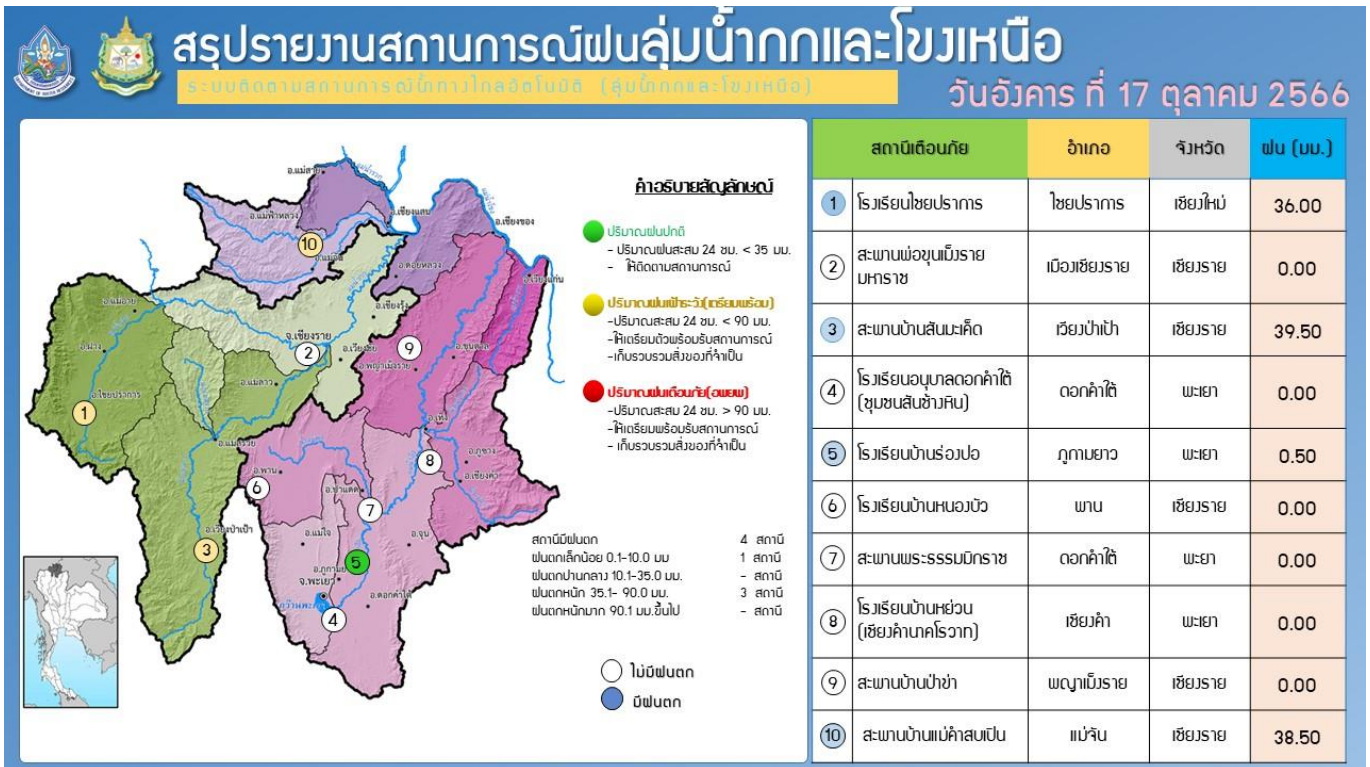 สรุปรายงานสถานการณ์ฝนลุ่มน้ำกกและโขงเหนือ
ระบบติดตามสถานการณ์น้ำทางไกลอัตโนมัติ (ลุ่มน้ำกกและโขงเหนือ)
วันอังคาร ที่ 17 ตุลาคม 2566
อ.แม่สาย
อ.แม่ฟ้าหลวง
อ.เชียงแสน
อ.เชียงของ
10
อ.แม่จัน
อ.ดอยหลวง
อ.เวียงแก่น
อ.แม่อาย
อ.เชียงรุ้ง
จ.เชียงราย
อ.ฝาง
2
9
อ.ขุนตาล
อ.พญาเม็งราย
อ.แม่ลาว
อ.ไชยปราการ
1
อ.เทิง
อ.แม่สรวย
8
อ.ภูซาง
อ.พาน
อ.เชียงคำ
6
อ.ป่าแดด
7
อ.เวียงป่าเป้า
อ.แม่ใจ
อ.จุน
3
5
จ.พะเยา
อ.ดอกคำใต้
4
คำอธิบายสัญลักษณ์
ปริมาณฝนปกติ
- ปริมาณฝนสะสม 24 ชม. < 35 มม.
- ให้ติดตามสถานการณ์
ปริมาณฝนเฝ้าระวัง(เตรียมพร้อม)
-ปริมาณสะสม 24 ชม. < 90 มม.
-ให้เตรียมตัวพร้อมรับสถานการณ์
-เก็บรวบรวมสิ่งของที่จำเป็น
ปริมาณฝนเตือนภัย(อพยพ)
-ปริมาณสะสม 24 ชม. > 90 มม.
-ให้เตรียมพร้อมรับสถานการณ์
- เก็บรวบรวมสิ่งของที่จำเป็น
สถานีมีฝนตก 4 สถานี
ฝนตกเล็กน้อย 0.1-10.0 มม 1 สถานี
ฝนตกปานกลาง 10.1-35.0 มม. - สถานี
ฝนตกหนัก 35.1- 90.0 มม. 3 สถานี
ฝนตกหนักมาก 90.1 มม.ขึ้นไป - สถานี
ไม่มีฝนตก
มีฝนตก
สถานีเตือนภัย อำเภอ จังหวัด ฝน (มม.)
1 โรงเรียนไชยปราการ ไชยปราการ เชียงใหม่ 36.00
2 สะพานพ่อขุนเม็งราย
มหาราช เมืองเชียงราย เชียงราย 0.00
3 สะพานบ้านสันมะเค็ด เวียงป่าเป้า เชียงราย 39.50
4 โรงเรียนอนุบาลดอกคำใต้
(ชุมชนสันช้างหิน) ดอกคำใต้ พะเยา 0.00
5 โรงเรียนบ้านร่องปอ ภูกามยาว พะเยา 0.50
6 โรงเรียนบ้านหนองบัว พาน เชียงราย 0.00
7 สะพานพระธรรมมิกราช ดอกคำใต้ พะยา 0.00
8 โรงเรียนบ้านหย่วน
(เชียงคำนาคโรวาท) เชียงคำ พะเยา 0.00
9 สะพานบ้านป่าข่า พญาเม็งราย เชียงราย 0.00
10 สะพานบ้านแม่คำสบเปิน แม่จัน เชียงราย 38.50